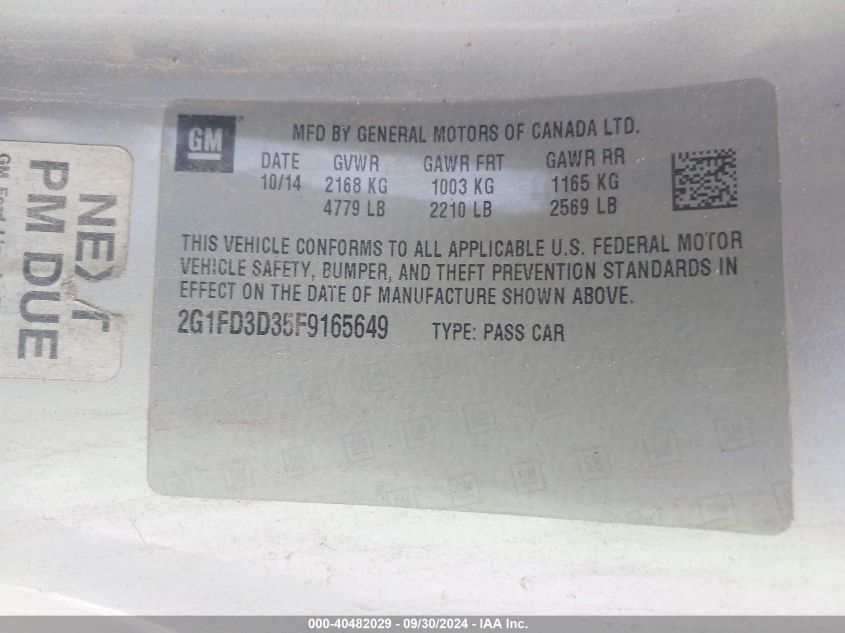 GM
MFD BY GENERAL MOTORS OF CANADA LTD.
DATE GVWR GAWR FRT GAWR RR
10/14 2168 KG 1003 KG 1165 KG
4779 LB 2210 LB 2569 LB
THIS VEHICLE CONFORMS TO ALL APPLICABLE U.S. FEDERAL MOTOR
VEHICLE SAFETY, BUMPER, AND THEFT PREVENTION STANDARDS IN
EFFECT ON THE DATE OF MANUFACTURE SHOWN ABOVE.
2G1FD3D35F9165649 TYPE: PASS CAR
NEXT
PM DUE
000-40482029 - 09/30/2024 - IAA Inc.